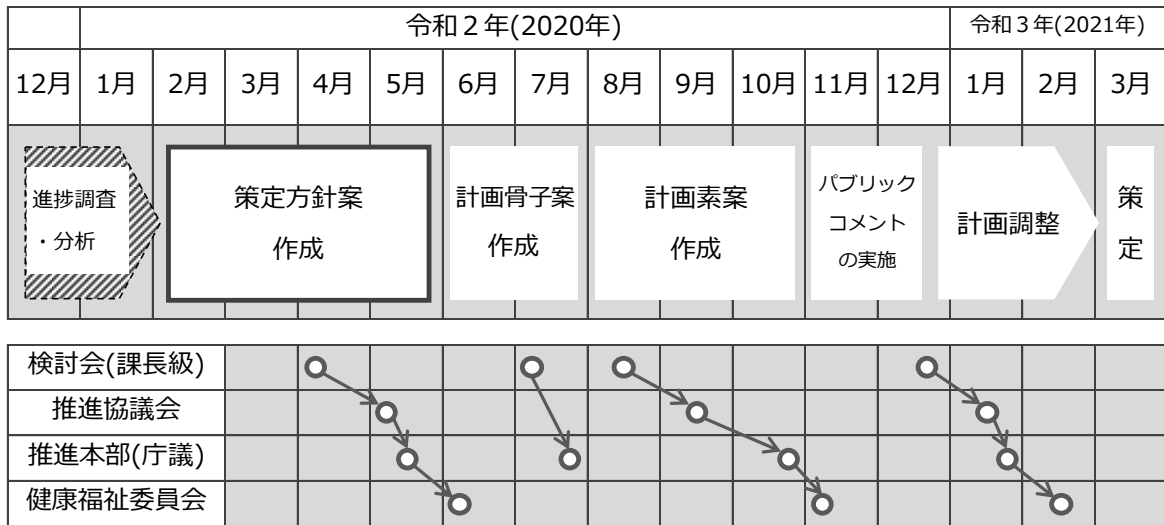 令和２年(2020年)
令和３年(2021年)
12月 1月 2月 3月 4月 5月 6月 7月 8月 9月 10月 11月 12月 1月 2月 3月
進捗調査
・分析
策定方針案
作成
計画骨子案
作成
計画素案
作成
パブリック
コメント
の実施
計画調整
策
定
検討会(課長級)
推進協議会
推進本部(庁議)
健康福祉委員会